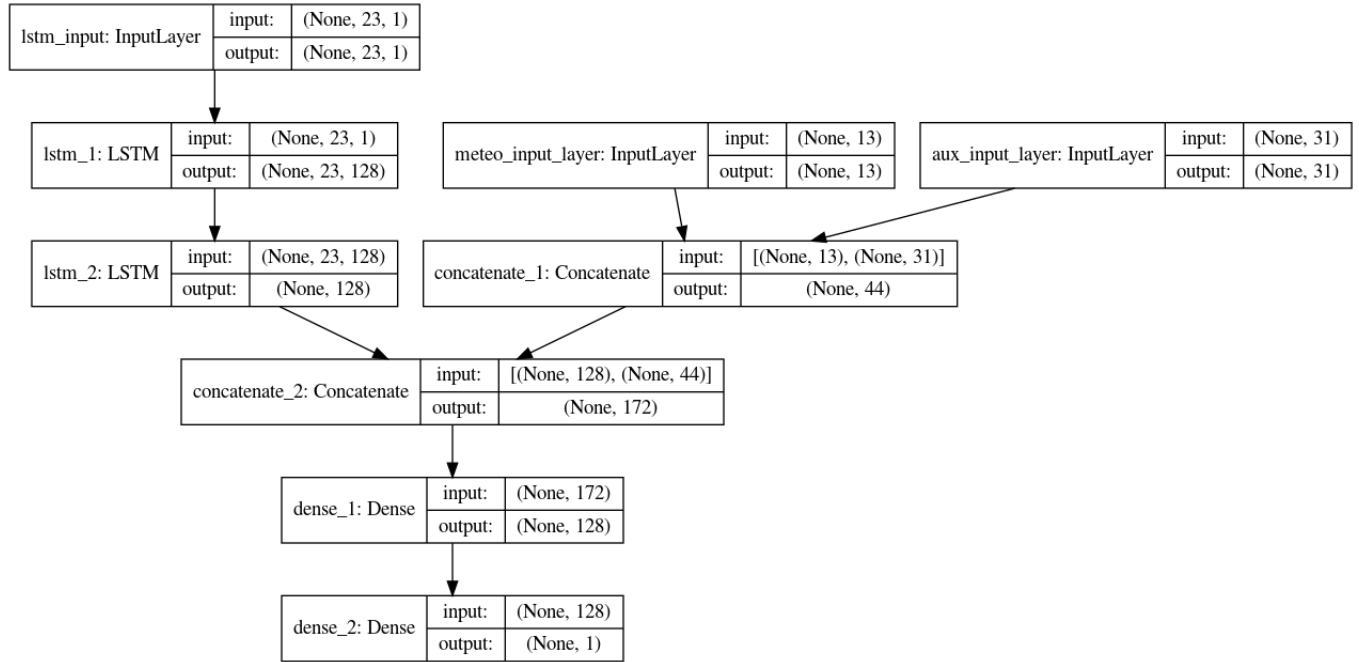 lstm_input: InputLayer
input: (None, 23, 1)
output: (None, 23, 1)
lstm_1: LSTM
input: (None, 23, 1)
output: (None, 23, 128)
meteo_input_layer: InputLayer
input: (None, 13)
output: (None, 13)
aux_input_layer: InputLayer
input: (None, 31)
output: (None, 31)
lstm_2: LSTM
input: (None, 23, 128)
output: (None, 128)
concatenate_1: Concatenate
input: [(None, 13), (None, 31)]
output: (None, 44)
concatenate_2: Concatenate
input: [(None, 128), (None, 44)]
output: (None, 172)
dense_1: Dense
input: (None, 172)
output: (None, 128)
dense_2: Dense
input: (None, 128)
output: (None, 1)